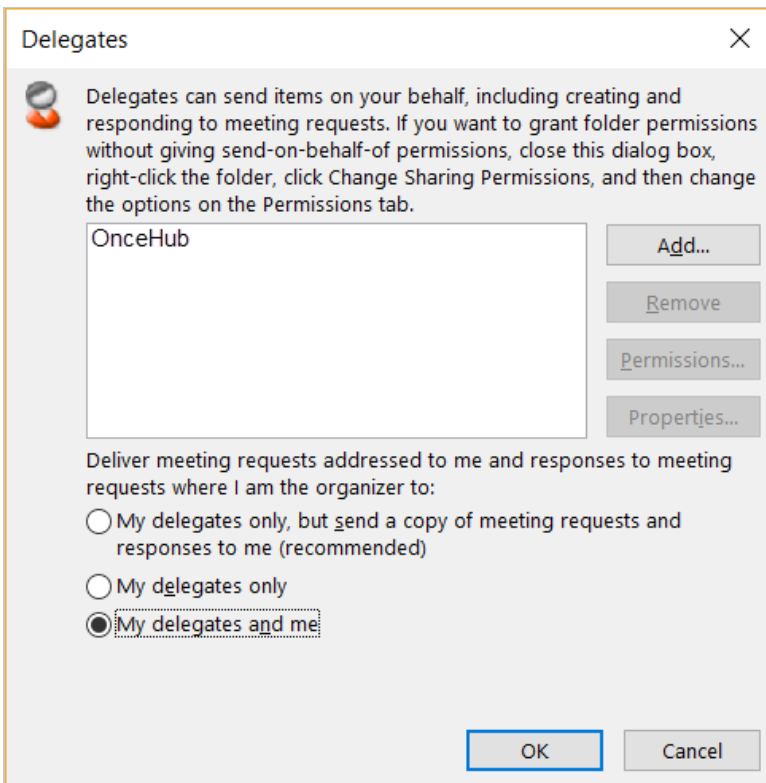 Delegates
Delegates can send items on your behalf, including creating and
responding to meeting requests. If you want to grant folder permissions
without giving send-on-behalf-of permissions, close this dialog box,
right-click the folder, click Change Sharing Permissions, and then change
the options on the Permissions tab.
OnceHub
Add...
Remove
Permissions...
Properties...
Deliver meeting requests addressed to me and responses to meeting
requests where I am the organizer to:
My delegates only, but send a copy of meeting requests and
responses to me (recommended)
My delegates only
My delegates and me
OK
Cancel